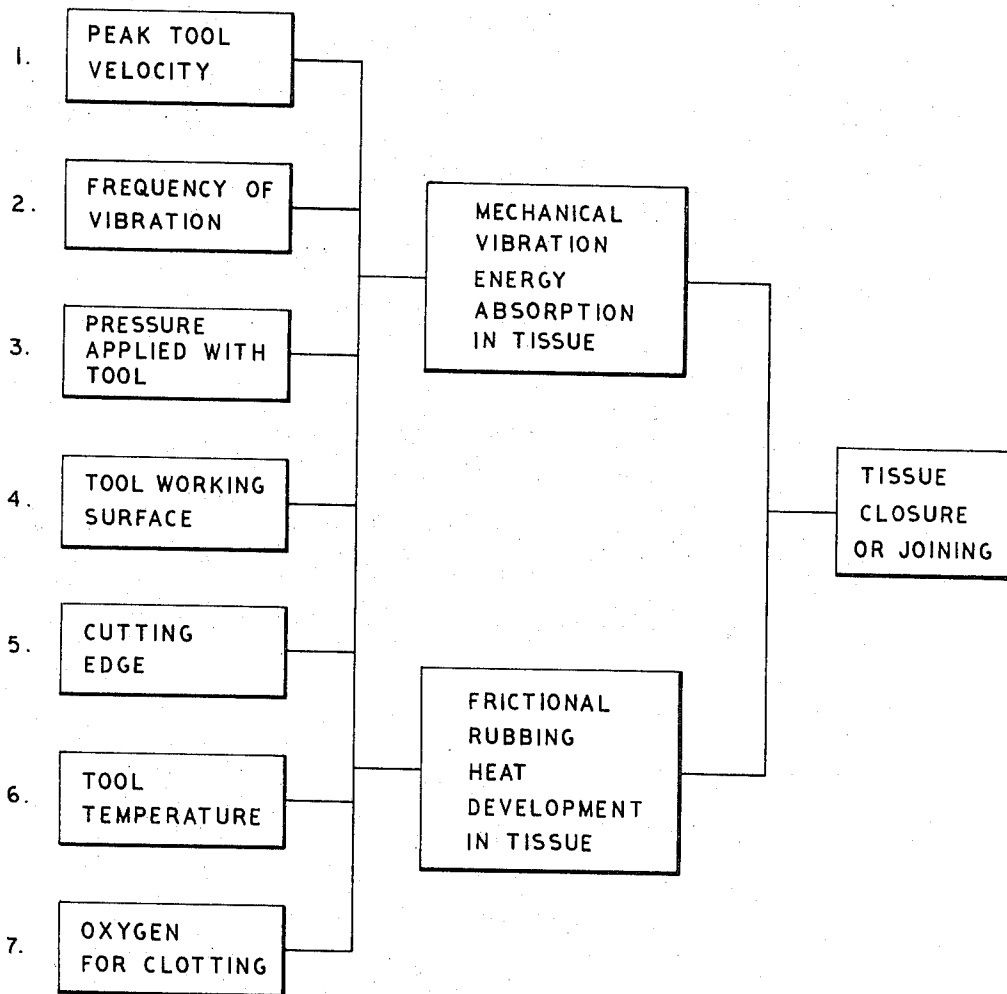 1. PEAK TOOL
VELOCITY
2. FREQUENCY OF
VIBRATION
3. PRESSURE
APPLIED WITH
TOOL
4. TOOL WORKING
SURFACE
5. CUTTING
EDGE
6. TOOL
TEMPERATURE
7. OXYGEN
FOR CLOTTING
MECHANICAL
VIBRATION
ENERGY
ABSORPTION
IN TISSUE
FRICTIONAL
RUBBING
HEAT
DEVELOPMENT
IN TISSUE
TISSUE
CLOSURE
OR JOINING